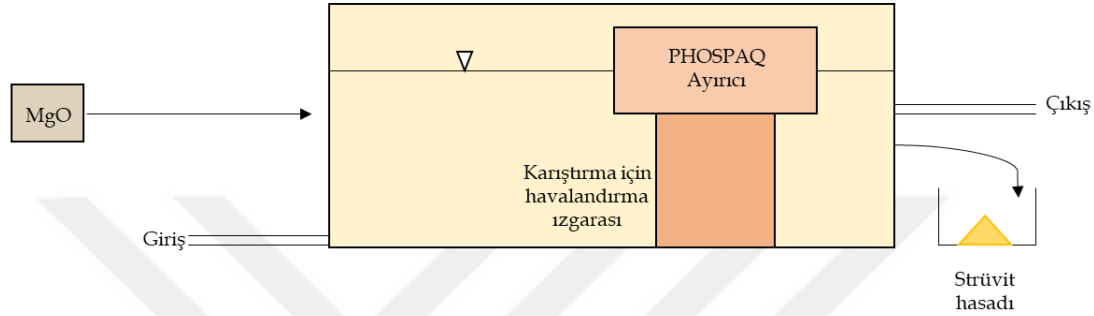 PHOSPAQ
Ayırıcı
MgO
Çıkış
Karıştırma için
havalandırma
ızgarası
Giriş
Strüvit
hasadı